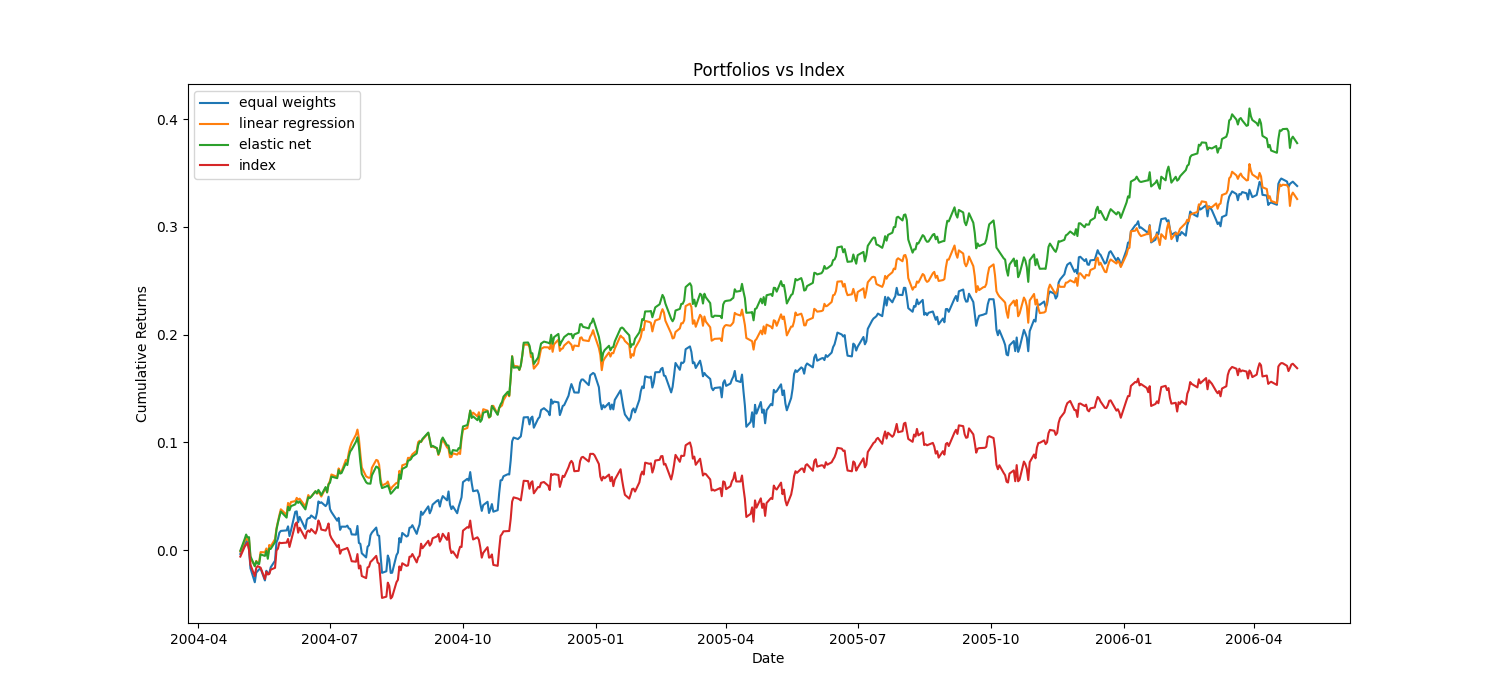 Portfolios vs Index
equal weights
linear regression
elastic net
index
Cumulative Returns
0.4
0.3
0.2
0.1
0.0
2004-04 2004-07 2004-10 2005-01 2005-04 2005-07 2005-10 2006-01 2006-04
Date